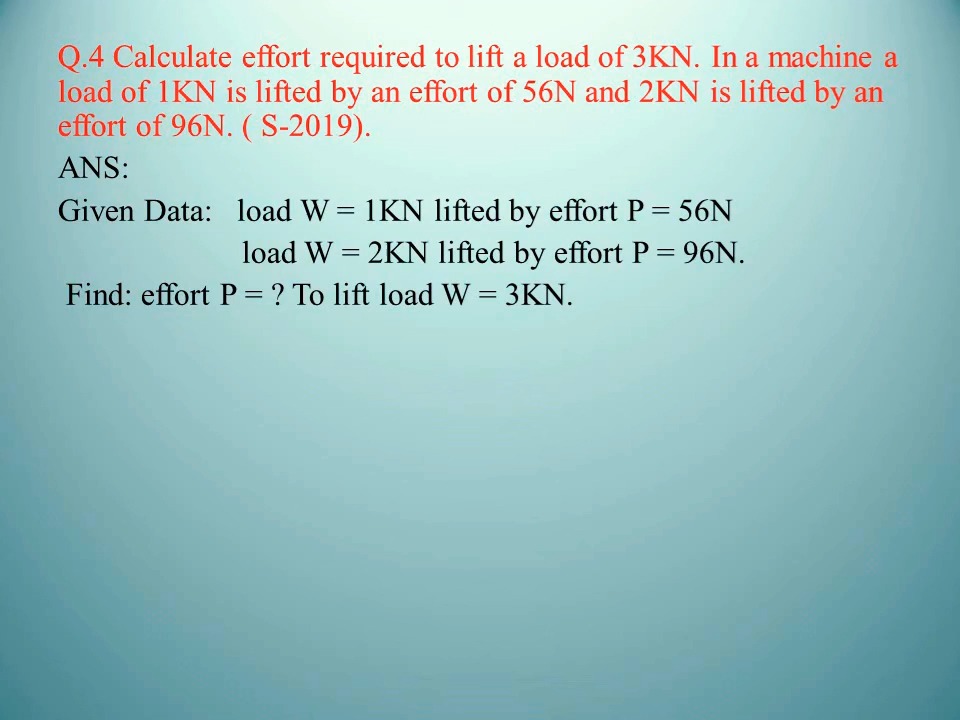 Q.4 Calculate effort required to lift a load of 3KN. In a machine a
load of 1KN is lifted by an effort of 56N and 2KN is lifted by an
effort of 96N. ( S-2019).
ANS:
Given Data: load W = 1KN lifted by effort P = 56N
load W = 2KN lifted by effort P = 96N.
Find: effort P = ? To lift load W = 3KN.